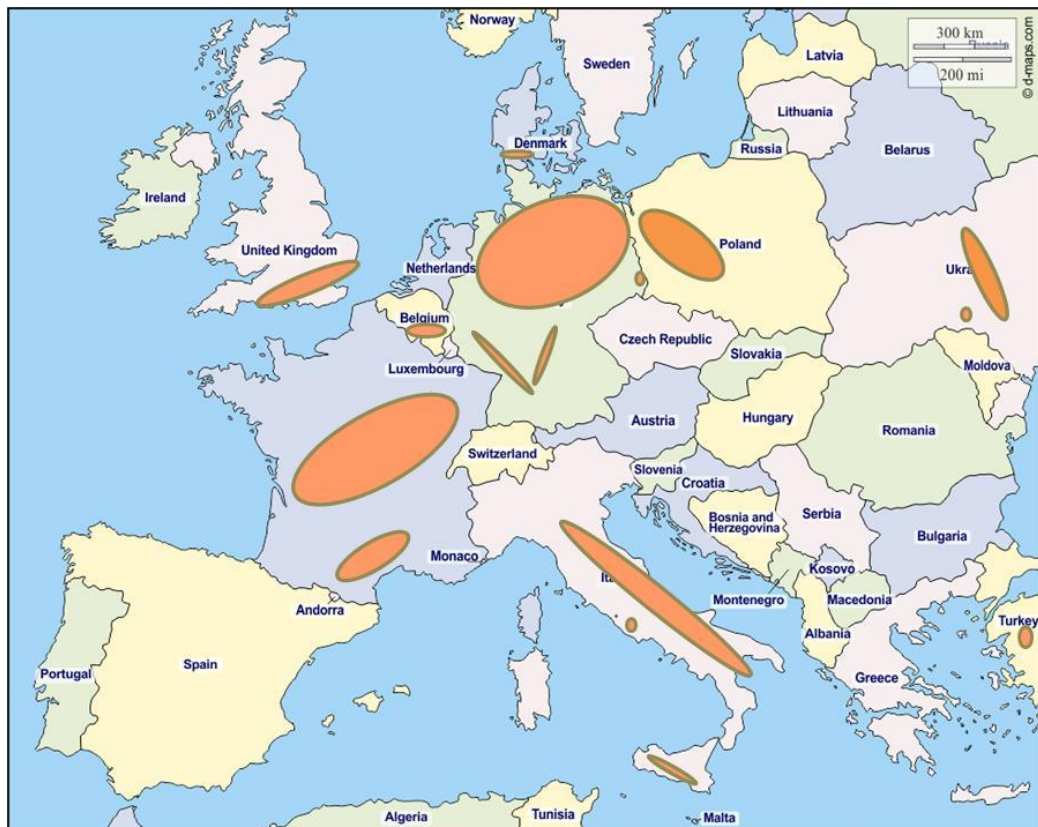 Norway
300 km
Russia
200 mi
© d-maps.com
Latvia
Sweden
Lithuania
Denmark
Russia
Belarus
Ireland
United Kingdom
Poland
Netherlands
Belgium
Czech Republic
Luxembourg
Slovakia
Moldova
Austria
Hungary
Switzerland
Romania
Slovenia
Croatia
Bosnia and
Herzegovina
Serbia
Bulgaria
Monaco
Kosovo
Andorra
Montenegro
Macedonia
Albania
Turkey
Spain
Portugal
Greece
Algeria
Tunisia
Malta